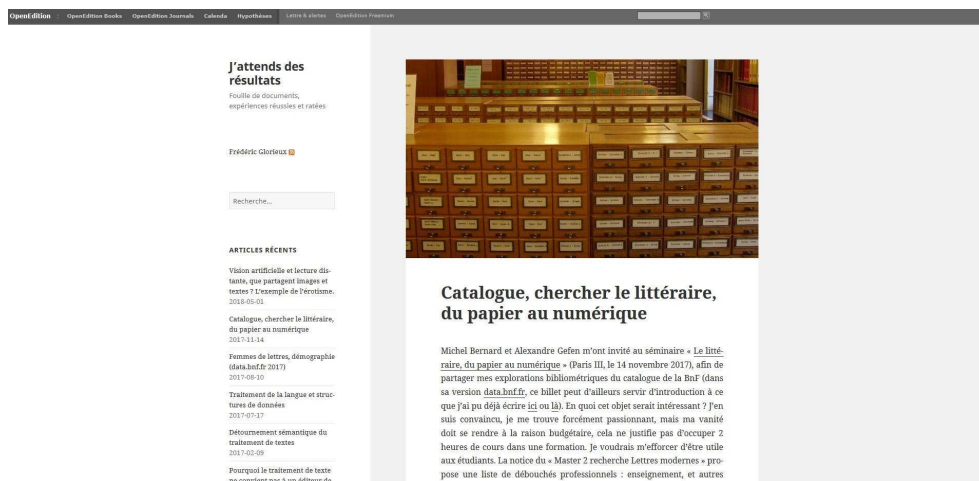 OpenEdition : OpenEdition Books OpenEdition Journals Calenda Hypothèses Lettre & alertes OpenEdition Freemium
J'attends des
résultats
Fouille de documents,
expériences réussies et ratées
Frédéric Glorieux
Recherche...
ARTICLES RÉCENTS
Vision artificielle et lecture dis-
tante, que partagent images et
textes ? L'exemple de l'érotisme.
2018-05-01
Catalogue, chercher le littéraire,
du papier au numérique
2017-11-14
Femmes de lettres, démographie
(data.bnf.fr 2017)
2017-08-10
Traitement de la langue et struc-
tures de données
2017-07-17
Détournement sémantique du
traitement de textes
2017-02-09
Pourquoi le traitement de texte
ne convient pas à un éditeur de
Catalogue, chercher le littéraire,
du papier au numérique
Michel Bernard et Alexandre Gefen m'ont invité au séminaire « Le litté-
raire, du papier au numérique » (Paris III, le 14 novembre 2017), afin de
partager mes explorations bibliométriques du catalogue de la BnF (dans
sa version data.bnf.fr, ce billet peut d'ailleurs servir d'introduction à ce
que j'ai pu déjà écrire ici ou là). En quoi cet objet serait intéressant ? J'en
suis convaincu, je me trouve forcément passionnant, mais ma vanité
doit se rendre à la raison budgétaire, cela ne justifie pas d'occuper 2
heures de cours dans une formation. Je voudrais m'efforcer d'être utile
aux étudiants. La notice du « Master 2 recherche Lettres modernes » pro-
pose une liste de débouchés professionnels : enseignement, et autres